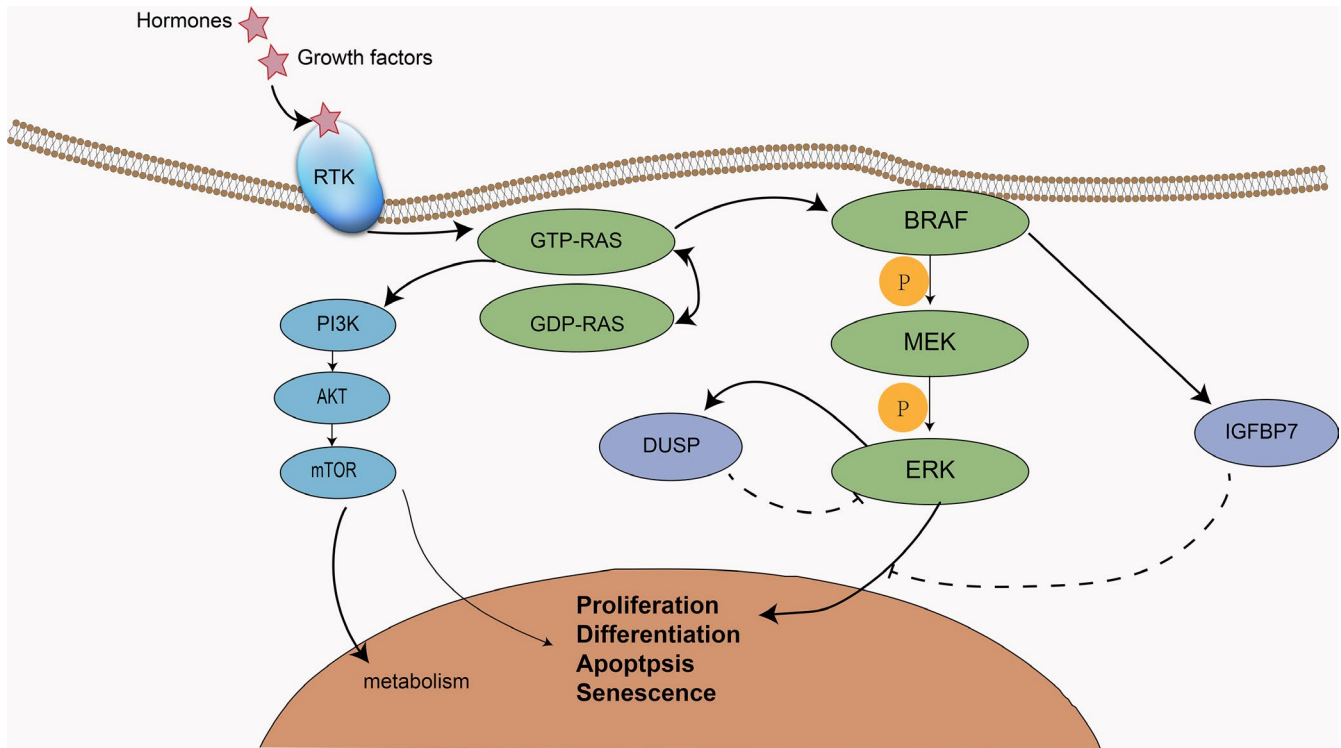 Hormones
Growth factors
RTK
GTP-RAS
GDP-RAS
BRAF
P
MEK
P
ERK
PI3K
AKT
mTOR
DUSP
IGFBP7
Proliferation
Differentiation
Apoptpsis
Senescence
metabolism